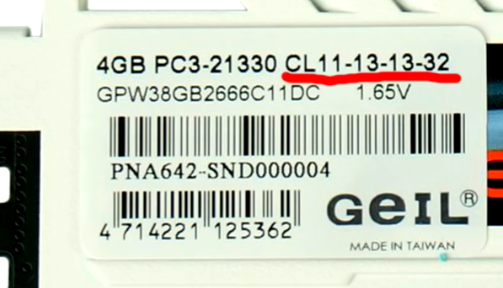 4GB PC3-21330 CL11-13-13-32
GPW38GB2666C11DC 1.65V
PNA642-SND000004
4 714221 125362
GeIL®
MADE IN TAIWAN